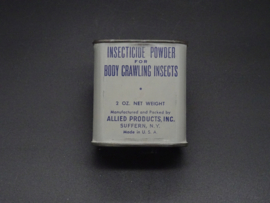 INSECTICIDE POWDER
FOR
BODY CRAWLING INSECTS
2 OZ. NET WEIGHT
Manufactured and Packed by
ALLIED PRODUCTS, INC.
SUFFERN, N.Y.
Made in U.S.A.